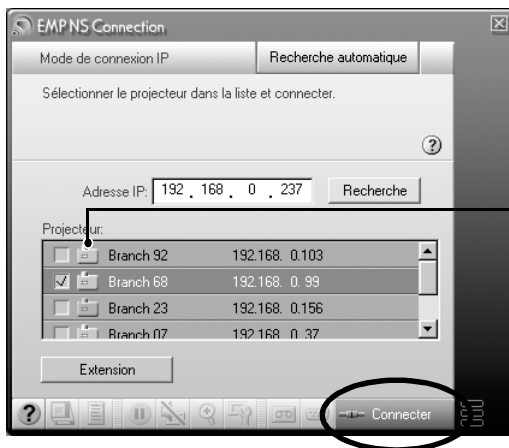 EMP NS Connection
Mode de connexion IP
Recherche automatique
Sélectionner le projecteur dans la liste et connecter.
Adresse IP: 192 . 168 . 0 . 237 Recherche
Projecteur:
Branch 92 192.168. 0.103
Branch 68 192.168. 0. 99
Branch 23 192.168. 0.156
Branch 07 192.168. 0. 37
Extension
Connecter